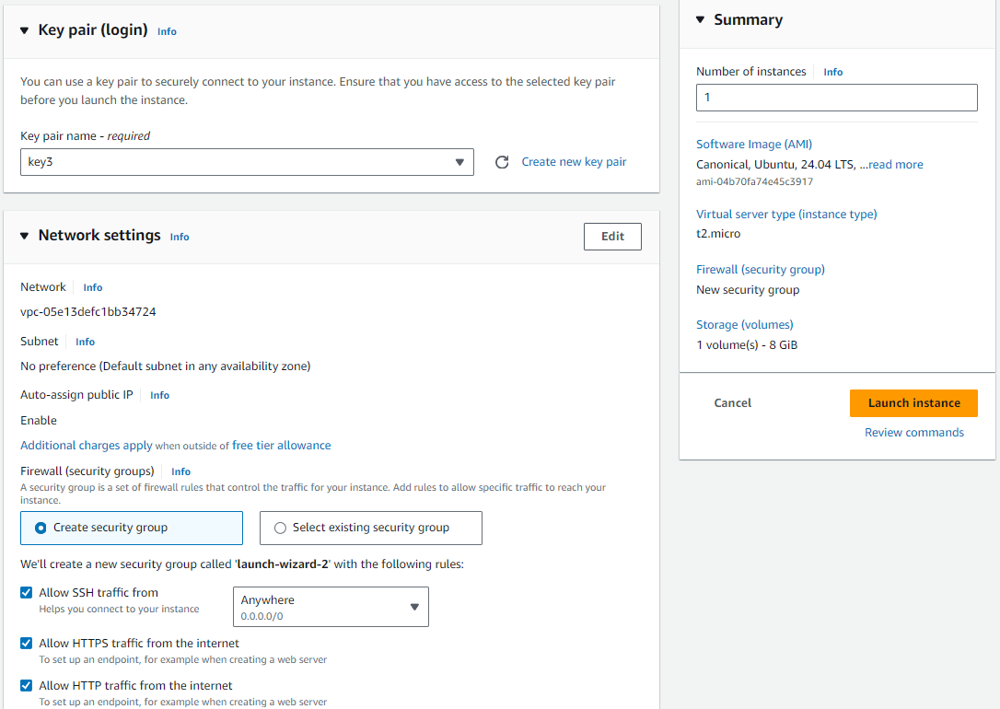 Key pair (login) Info
You can use a key pair to securely connect to your instance. Ensure that you have access to the selected key pair
before you launch the instance.
Key pair name - required
key3
Create new key pair
Network settings Info
Edit
Network Info
vpc-05e13defc1bb34724
Subnet Info
No preference (Default subnet in any availability zone)
Auto-assign public IP Info
Enable
Additional charges apply when outside of free tier allowance
Firewall (security groups) Info
A security group is a set of firewall rules that control the traffic for your instance. Add rules to allow specific traffic to reach your
instance.
Create security group
Select existing security group
We'll create a new security group called 'launch-wizard-2' with the following rules:
Allow SSH traffic from
Helps you connect to your instance
Anywhere
0.0.0.0/0
Allow HTTPS traffic from the internet
To set up an endpoint, for example when creating a web server
Allow HTTP traffic from the internet
To set up an endpoint, for example when creating a web server
Summary
Number of instances Info
1
Software Image (AMI)
Canonical, Ubuntu, 24.04 LTS, ...read more
ami-04b70fa74e45c3917
Virtual server type (instance type)
t2.micro
Firewall (security group)
New security group
Storage (volumes)
1 volume(s) - 8 GiB
Cancel
Launch instance
Review commands